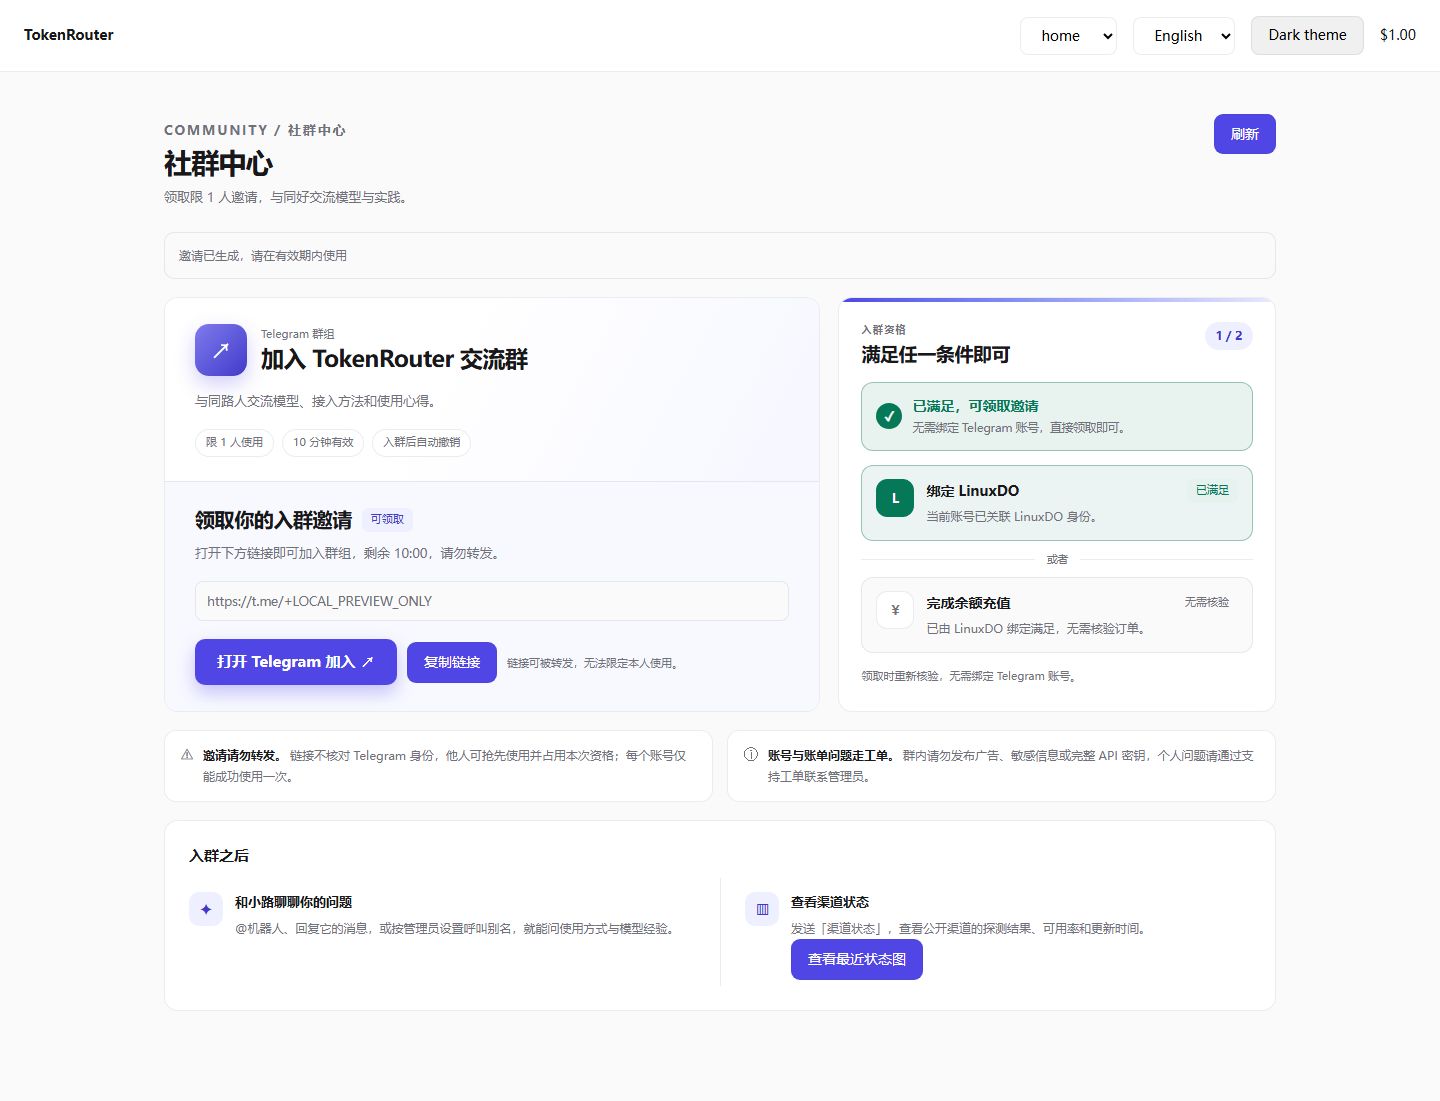 TokenRouter
home
English
Dark theme
$1.00
COMMUNITY / 社群中心
社群中心
领取限 1 人邀请，与同好交流模型与实践。
刷新
邀请已生成，请在有效期内使用
Telegram 群组
加入 TokenRouter 交流群
与同路人交流模型、接入方法和使用心得。
限 1 人使用
10 分钟有效
入群后自动撤销
领取你的入群邀请
可领取
打开下方链接即可加入群组，剩余 10:00，请勿转发。
https://t.me/+LOCAL_PREVIEW_ONLY
打开 Telegram 加入 ↗
复制链接
链接可被转发，无法限定本人使用。
入群资格
满足任一条件即可
1 / 2
已满足，可领取邀请
无需绑定 Telegram 账号，直接领取即可。
L
绑定 LinuxDO
已满足
当前账号已关联 LinuxDO 身份。
或者
¥
完成余额充值
无需核验
已由 LinuxDO 绑定满足，无需核验订单。
领取时重新核验，无需绑定 Telegram 账号。
邀请请勿转发。 链接不核对 Telegram 身份，他人可抢先使用并占用本次资格；每个账号仅
能成功使用一次。
账号与账单问题走工单。 群内请勿发布广告、敏感信息或完整 API 密钥，个人问题请通过支
持工单联系管理员。
入群之后
和小路聊聊你的问题
@机器人、回复它的消息，或按管理员设置呼叫别名，就能问使用方式与模型经验。
查看渠道状态
发送「渠道状态」，查看公开渠道的探测结果、可用率和更新时间。
查看最近状态图